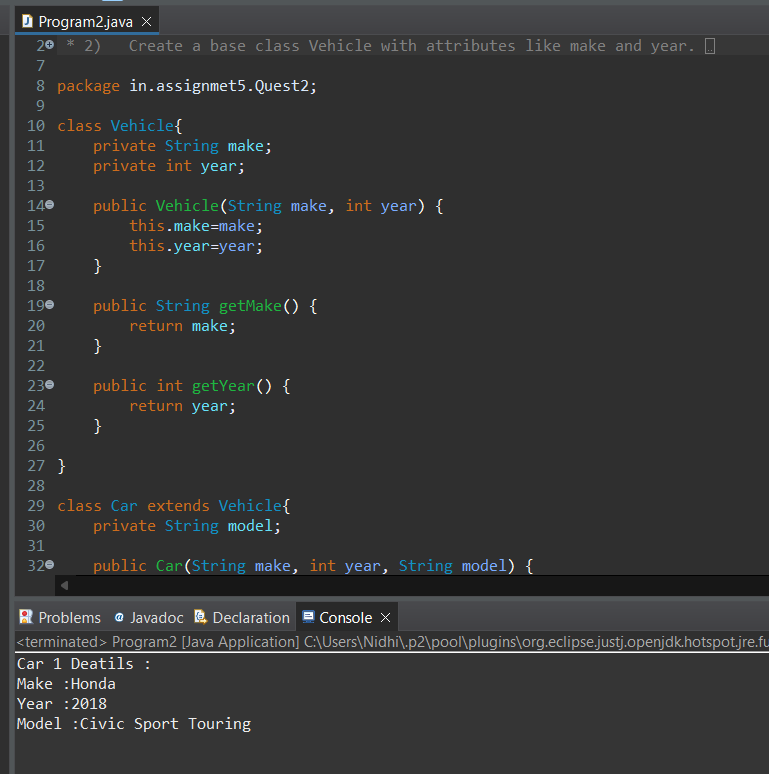 Program2.java
2 * 2) Create a base class Vehicle with attributes like make and year.
7
8 package in.assignmet5.Quest2;
9
10 class Vehicle{
11 private String make;
12 private int year;
13
14 public Vehicle(String make, int year) {
15 this.make=make;
16 this.year=year;
17 }
18
19 public String getMake() {
20 return make;
21 }
22
23 public int getYear() {
24 return year;
25 }
26
27 }
28
29 class Car extends Vehicle{
30 private String model;
31
32 public Car(String make, int year, String model) {
Problems @ Javadoc Declaration Console
<terminated> Program2 [Java Application] C:\Users\Nidhi\.p2\pool\plugins\org.eclipse.justj.openjdk.hotspot.jre.fu
Car 1 Deatils :
Make :Honda
Year :2018
Model :Civic Sport Touring